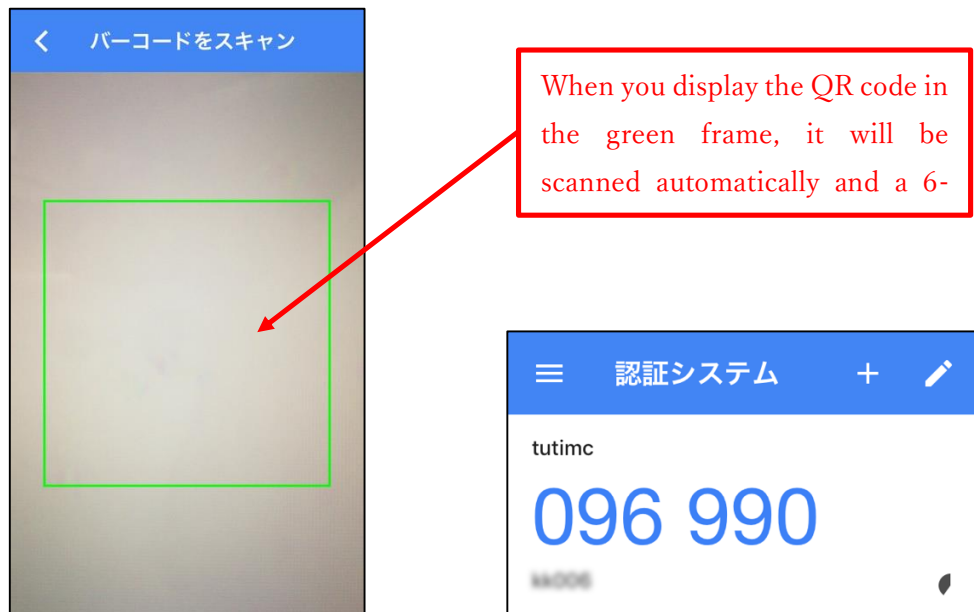 バーコードをスキャン
When you display the QR code in
the green frame, it will be
scanned automatically and a 6-
認証システム
tutimc
096 990